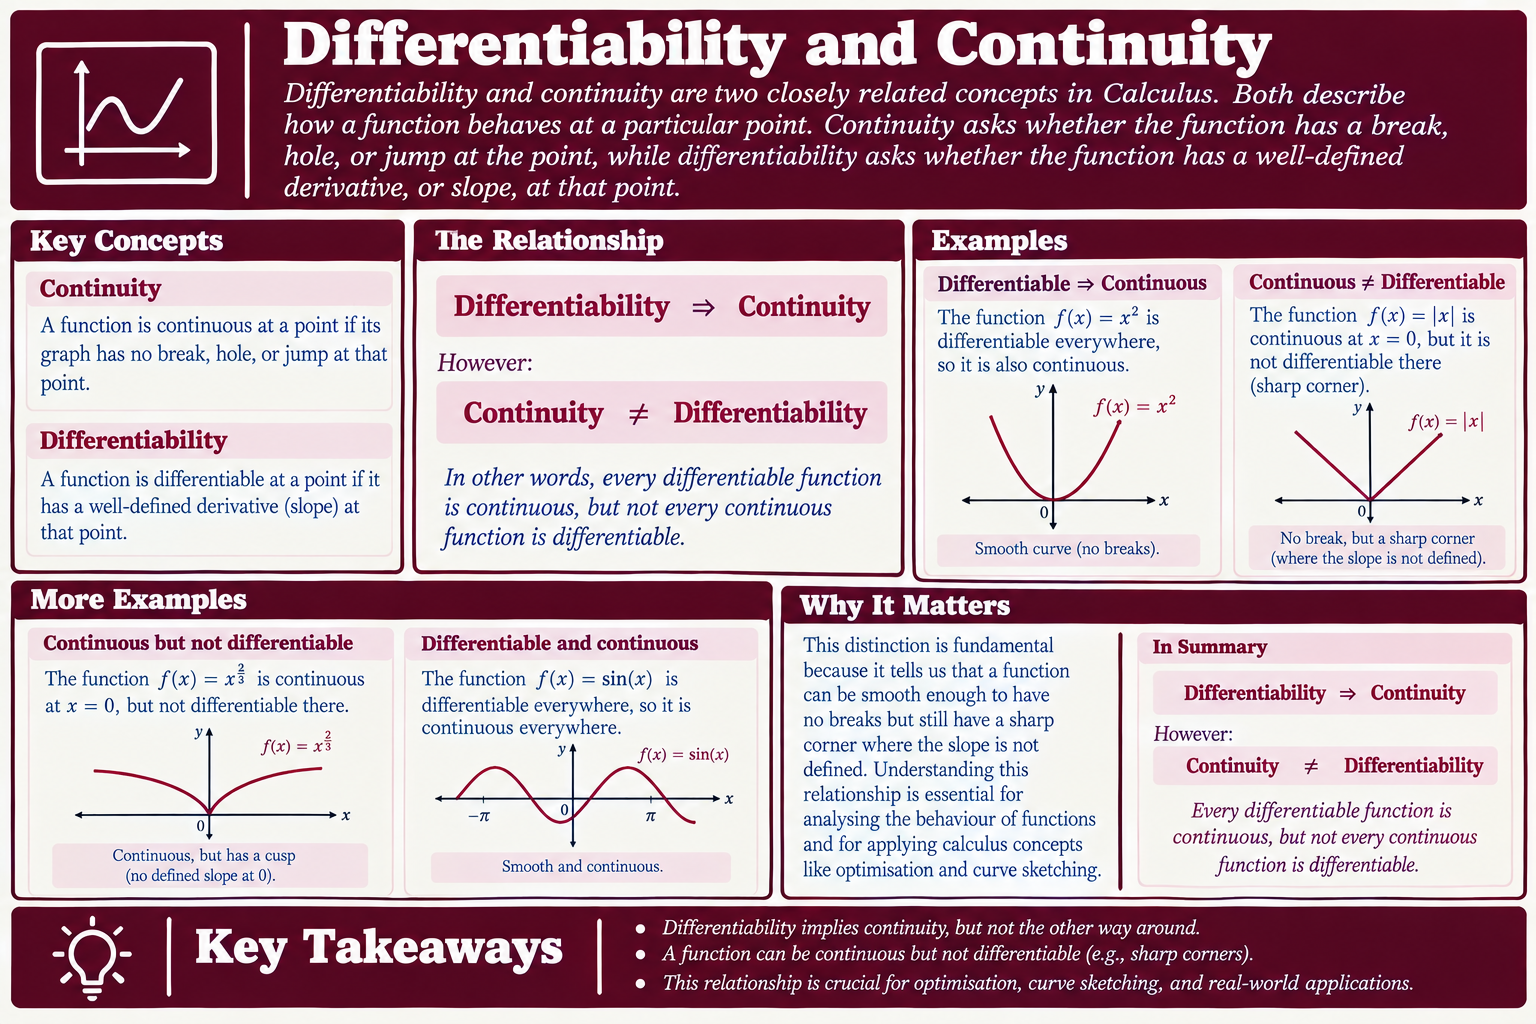 Differentiability and Continuity
Differentiability and continuity are two closely related concepts in Calculus. Both describe
how a function behaves at a particular point. Continuity asks whether the function has a break,
hole, or jump at the point, while differentiability asks whether the function has a well-defined
derivative, or slope, at that point.
Key Concepts
Continuity
A function is continuous at a point if its
graph has no break, hole, or jump at that
point.
Differentiability
A function is differentiable at a point if it
has a well-defined derivative (slope) at
that point.
The Relationship
Differentiability ⇒ Continuity
However:
Continuity ≠ Differentiability
In other words, every differentiable function
is continuous, but not every continuous
function is differentiable.
Examples
Differentiable ⇒ Continuous
The function f(x) = x² is
differentiable everywhere,
so it is also continuous.
y
f(x) = x²
x
0
Smooth curve (no breaks).
Continuous ≠ Differentiable
The function f(x) = |x| is
continuous at x = 0, but it is
not differentiable there
(sharp corner).
y
f(x) = |x|
x
0
No break, but a sharp corner
(where the slope is not defined).
More Examples
Continuous but not differentiable
The function f(x) = x^{2/3} is continuous
at x = 0, but not differentiable there.
y
f(x) = x^{2/3}
x
0
Continuous, but has a cusp
(no defined slope at 0).
Differentiable and continuous
The function f(x) = sin(x) is
differentiable everywhere, so it is
continuous everywhere.
y
f(x) = sin(x)
x
−π 0 π
Smooth and continuous.
Why It Matters
This distinction is fundamental
because it tells us that a function
can be smooth enough to have
no breaks but still have a sharp
corner where the slope is not
defined. Understanding this
relationship is essential for
analysing the behaviour of functions
and for applying calculus concepts
like optimisation and curve sketching.
In Summary
Differentiability ⇒ Continuity
However:
Continuity ≠ Differentiability
Every differentiable function is
continuous, but not every continuous
function is differentiable.
Key Takeaways
• Differentiability implies continuity, but not the other way around.
• A function can be continuous but not differentiable (e.g., sharp corners).
• This relationship is crucial for optimisation, curve sketching, and real-world applications.